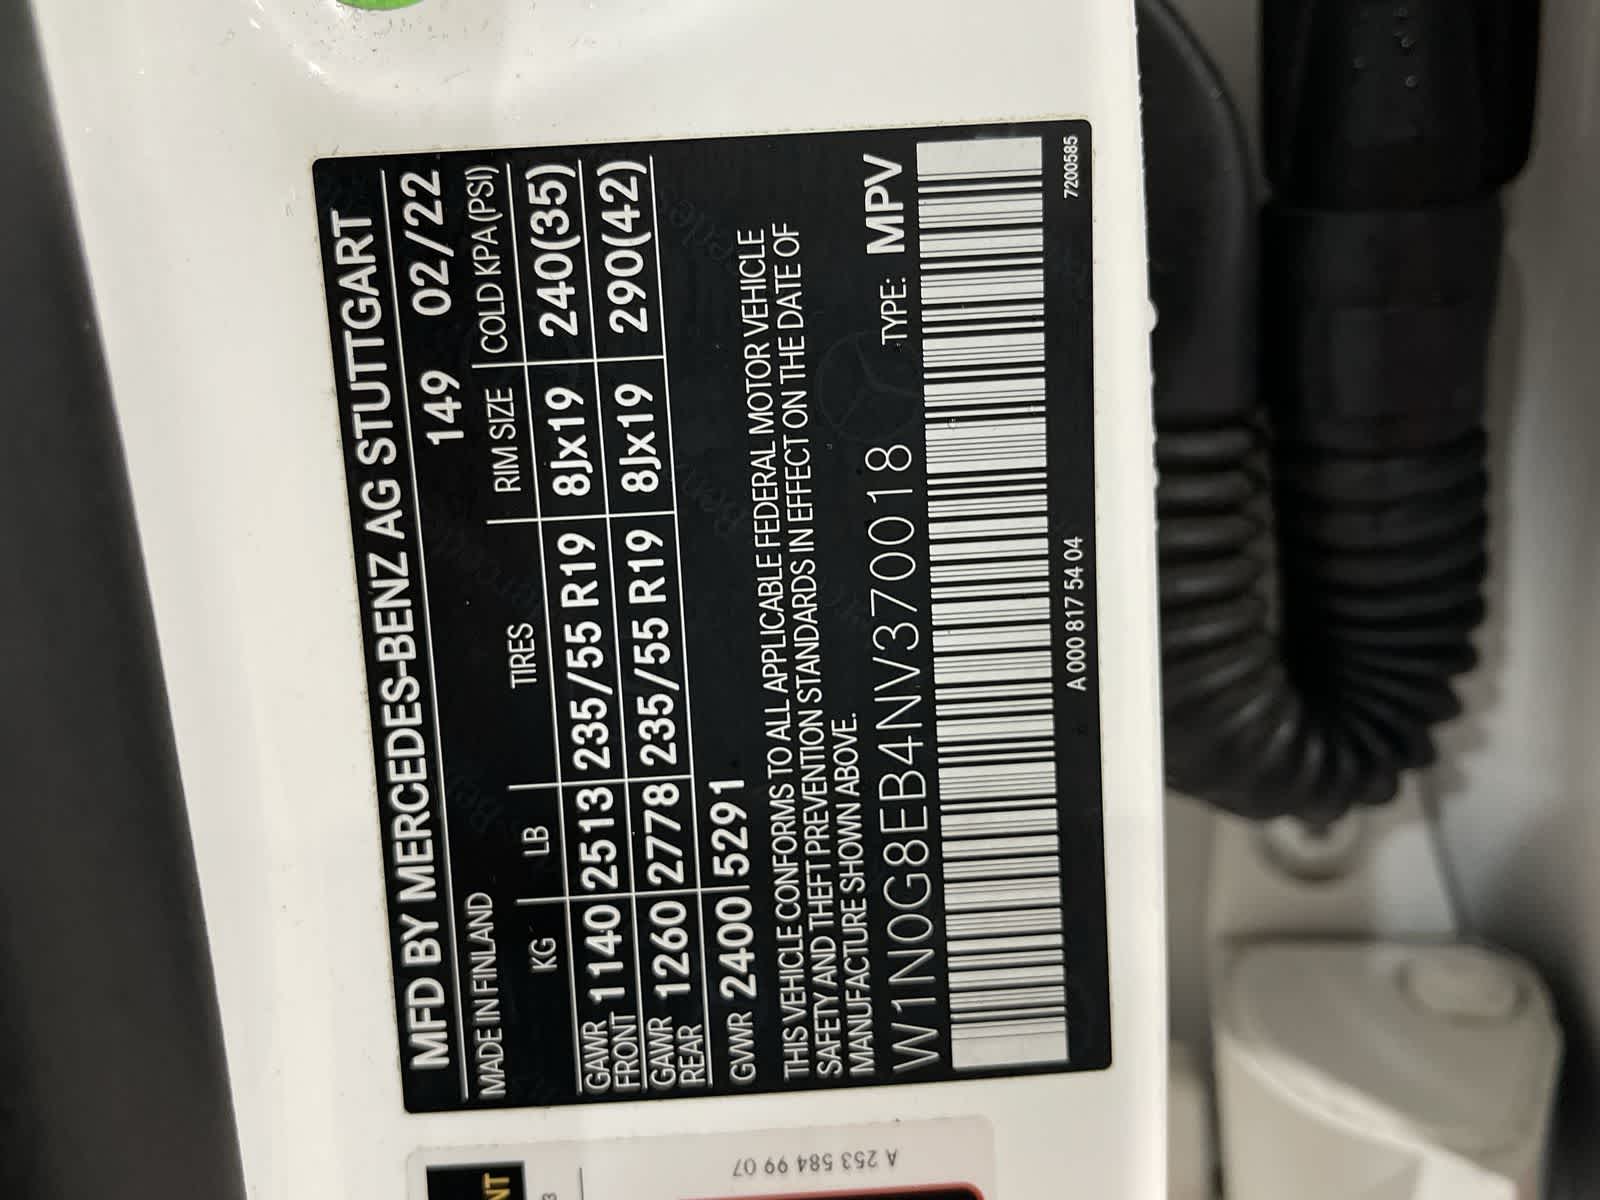 MFD BY MERCEDES-BENZ AG STUTTGART
MADE IN FINLAND 149 02/22
KG LB TIRES RIM SIZE COLD KPA (PSI)
GAWR FRONT 1140 2513 235/55 R19 8Jx19 240(35)
GAWR REAR 1260 2778 235/55 R19 8Jx19 290(42)
GVWR 2400 5291
THIS VEHICLE CONFORMS TO ALL APPLICABLE FEDERAL MOTOR VEHICLE
SAFETY AND THEFT PREVENTION STANDARDS IN EFFECT ON THE DATE OF
MANUFACTURE SHOWN ABOVE.
W1N0G8EB4NV370018 TYPE: MPV
A 000 817 54 04 7200585
A 253 584 99 07